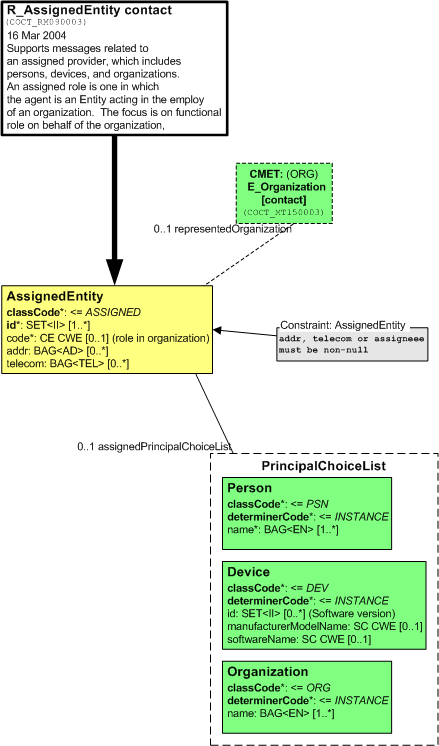 R_AssignedEntity contact
(COCT_RM090003)
16 Mar 2004
Supports messages related to
an assigned provider, which includes
persons, devices, and organizations.
An assigned role is one in which
the agent is an Entity acting in the employ
of an organization.  The focus is on functional
role on behalf of the organization,
CMET: (ORG)
E_Organization
[contact]
(COCT_MT150003)
0..1 representedOrganization
AssignedEntity
classCode*: <= ASSIGNED
id*: SET<II> [1..*]
code*: CE CWE [0..1] (role in organization)
addr: BAG<AD> [0..*]
telecom: BAG<TEL> [0..*]
Constraint: AssignedEntity
addr, telecom or assigneee
must be non-null
0..1 assignedPrincipalChoiceList
PrincipalChoiceList
Person
classCode*: <= PSN
determinerCode*: <= INSTANCE
name*: BAG<EN> [1..*]
Device
classCode*: <= DEV
determinerCode*: <= INSTANCE
id: SET<II> [0..*] (Software version)
manufacturerModelName: SC CWE [0..1]
softwareName: SC CWE [0..1]
Organization
classCode*: <= ORG
determinerCode*: <= INSTANCE
name: BAG<EN> [1..*]